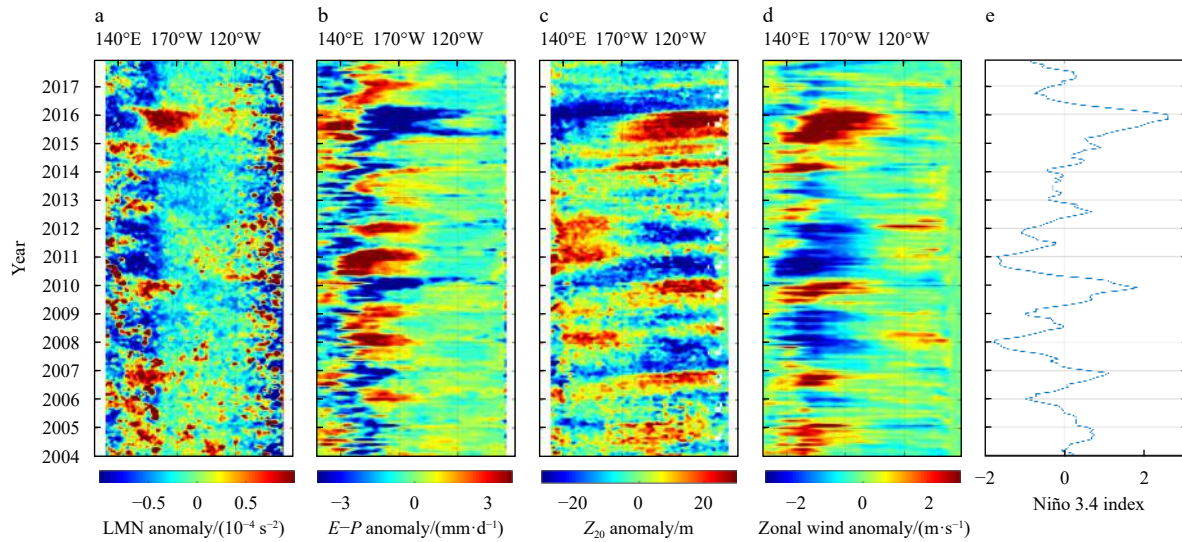 a
b
c
d
e
140°E 170°W 120°W
140°E 170°W 120°W
140°E 170°W 120°W
140°E 170°W 120°W
Year
2017
2016
2015
2014
2013
2012
2011
2010
2009
2008
2007
2006
2005
2004
−0.5 0 0.5
LMN anomaly/(10⁻⁴ s⁻²)
−3 0 3
E−P anomaly/(mm·d⁻¹)
−20 0 20
Z₂₀ anomaly/m
−2 0 2
Zonal wind anomaly/(m·s⁻¹)
−2 0 2
Niño 3.4 index